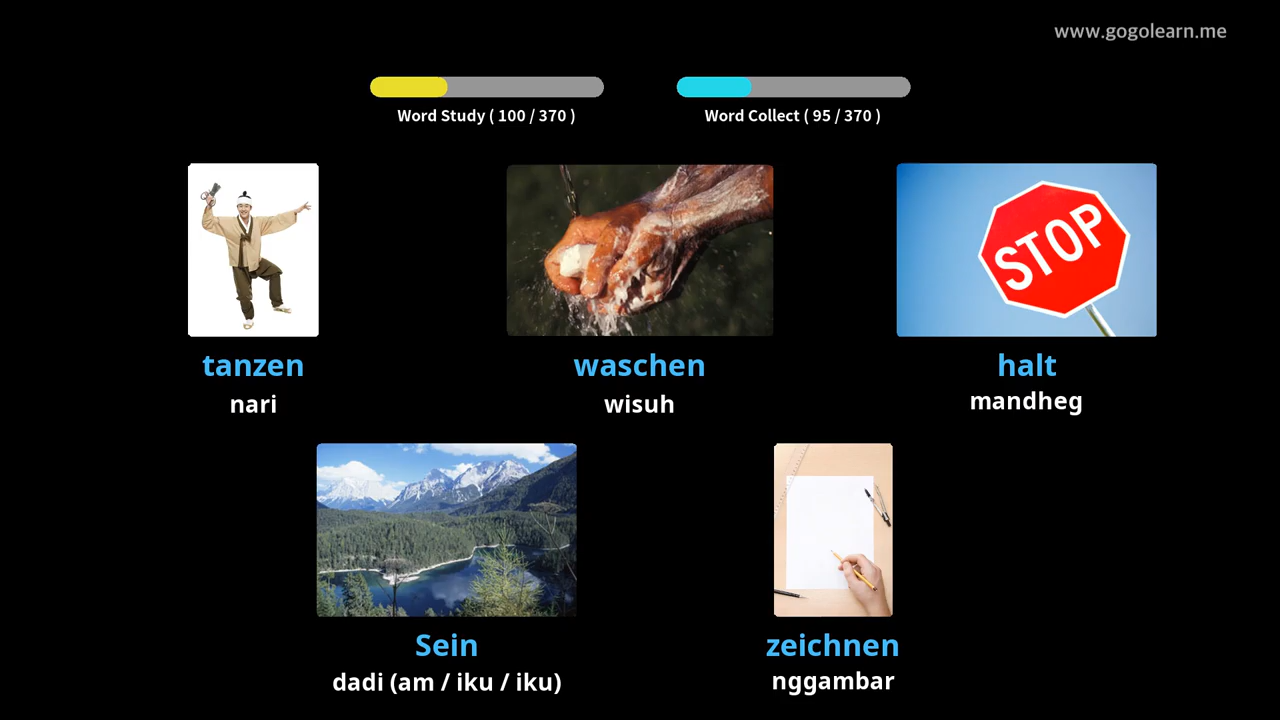 www.gogolearn.me
Word Study ( 100 / 370 )
Word Collect ( 95 / 370 )
STOP
tanzen
nari
waschen
wisuh
halt
mandheg
Sein
dadi (am / iku / iku)
zeichnen
nggambar